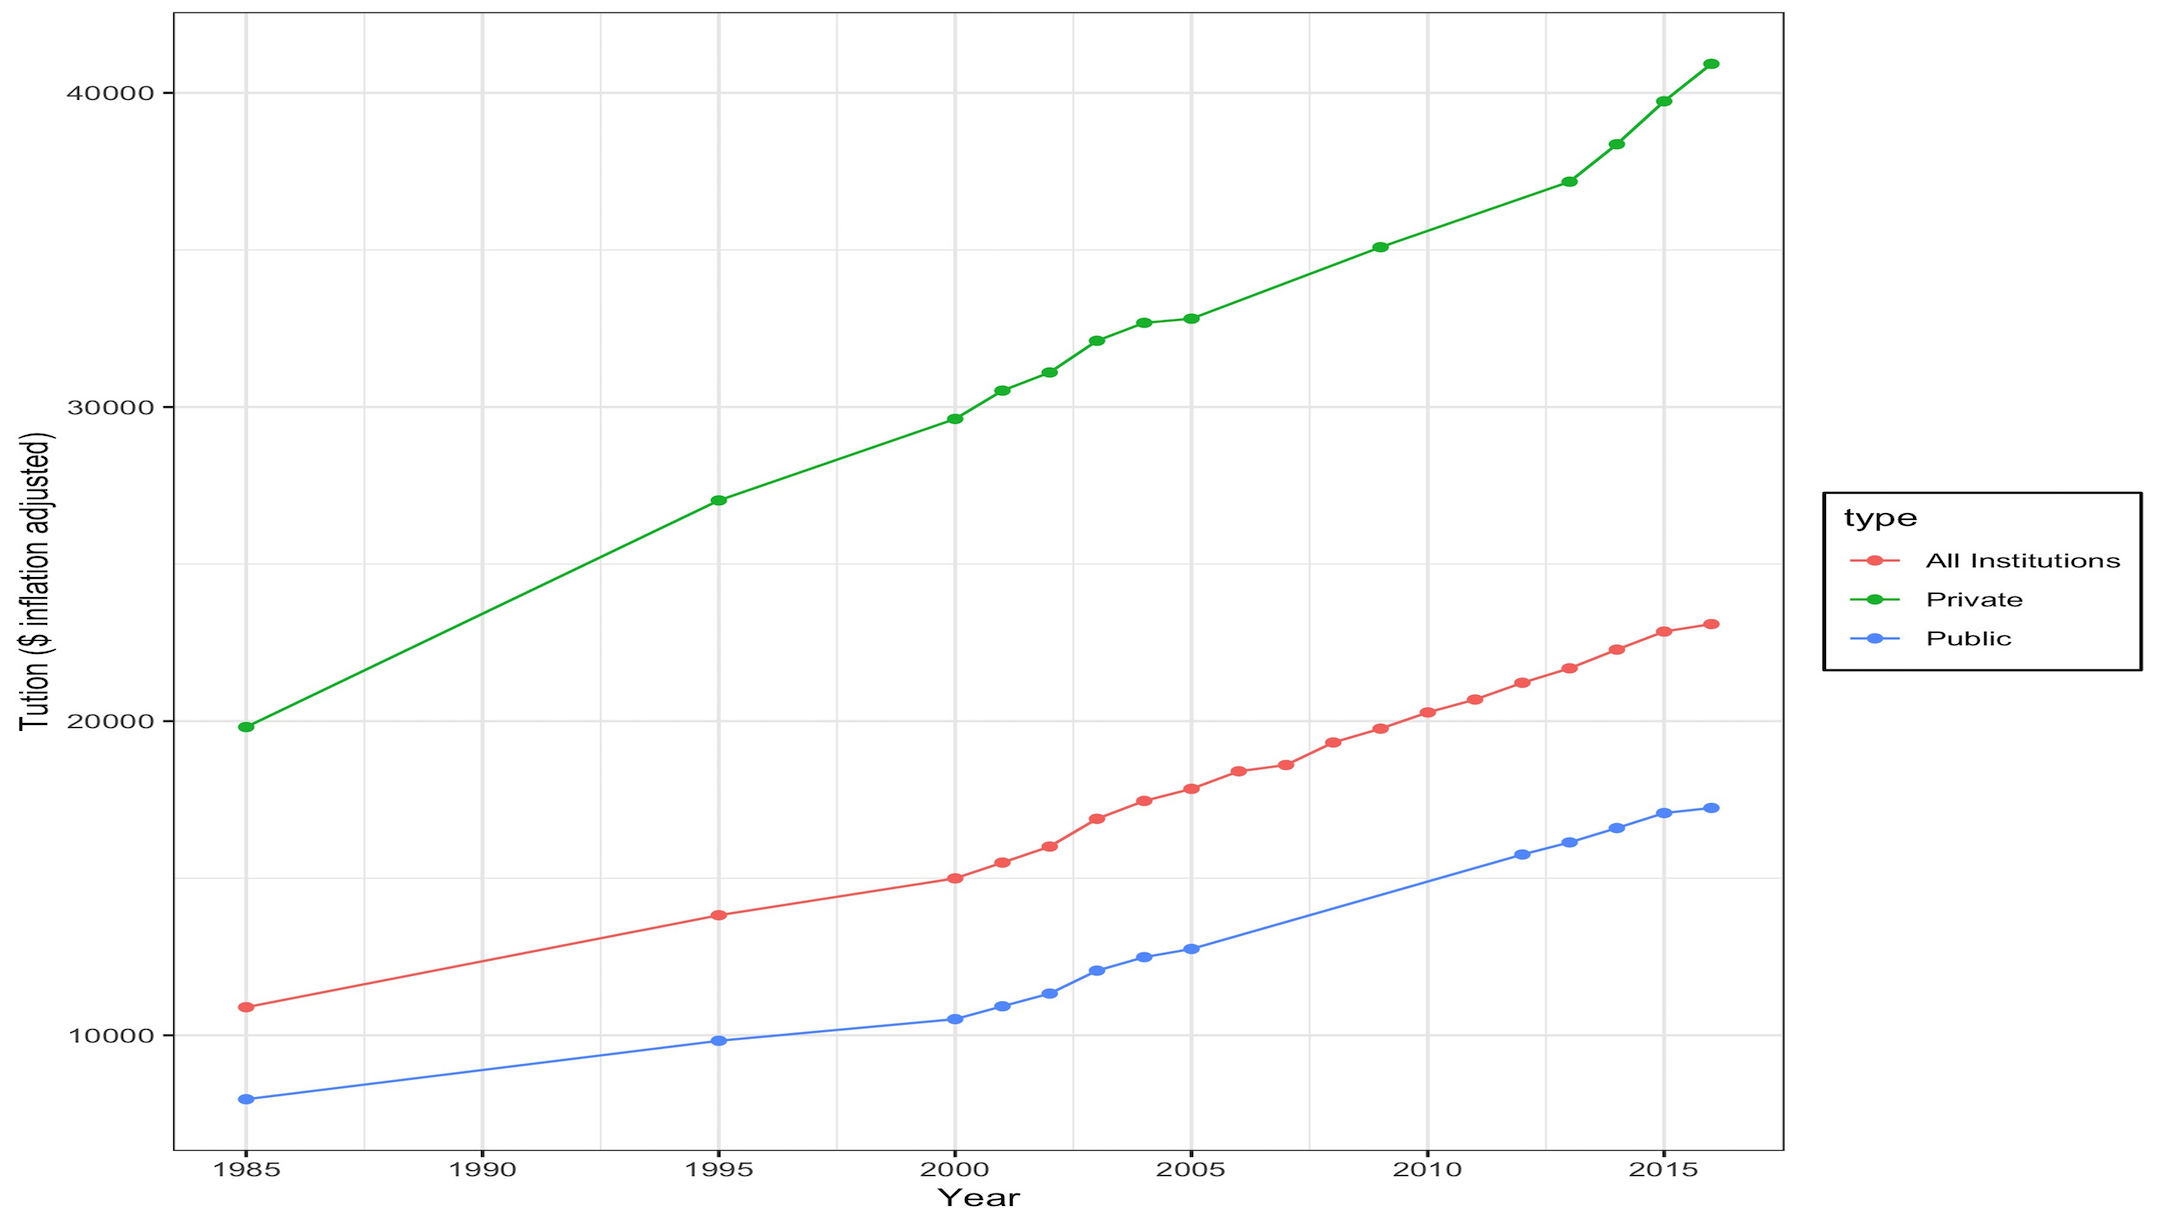 Tution ($ inflation adjusted)
40000
30000
20000
10000
1985 1990 1995 2000 2005 2010 2015
Year
type
All Institutions
Private
Public